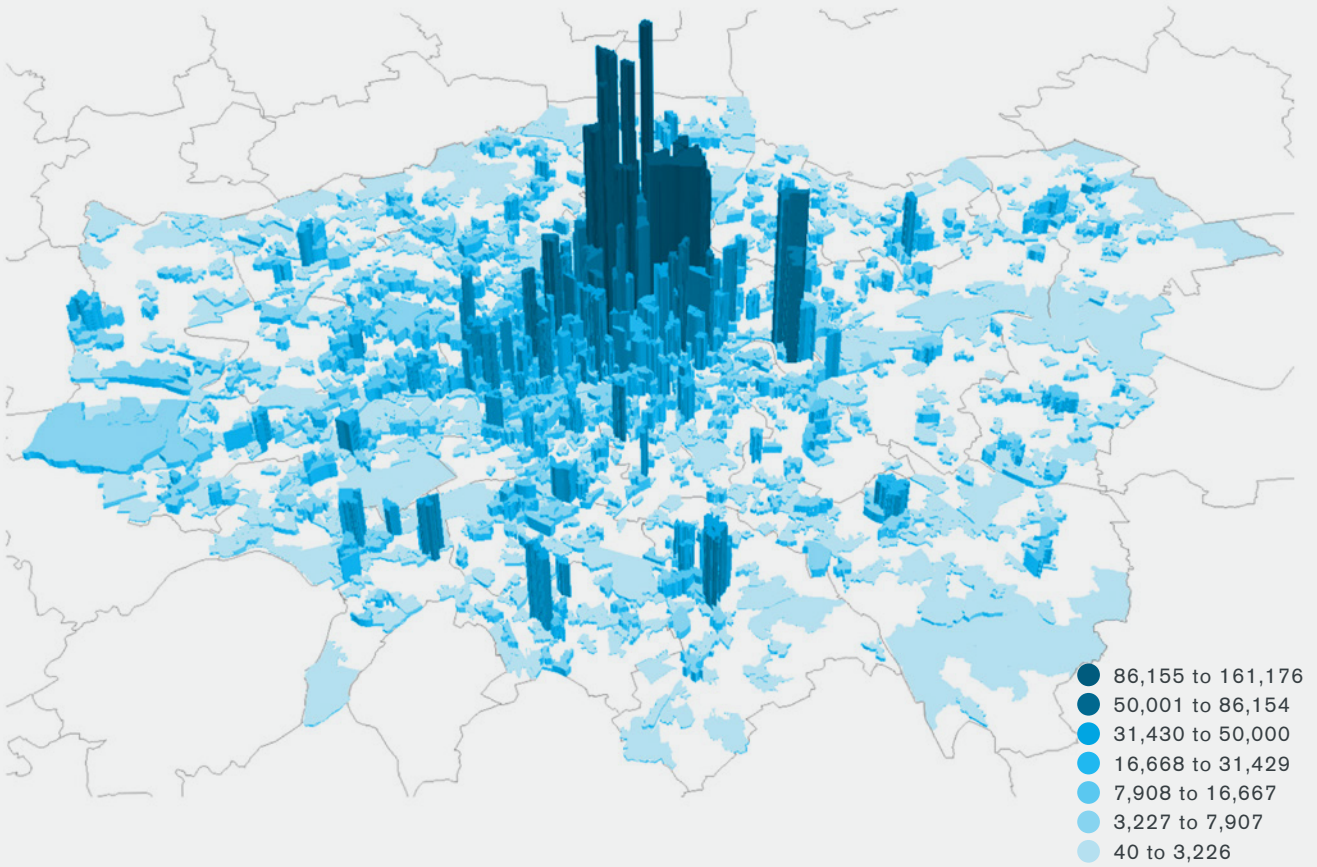 86,155 to 161,176
50,001 to 86,154
31,430 to 50,000
16,668 to 31,429
7,908 to 16,667
3,227 to 7,907
40 to 3,226